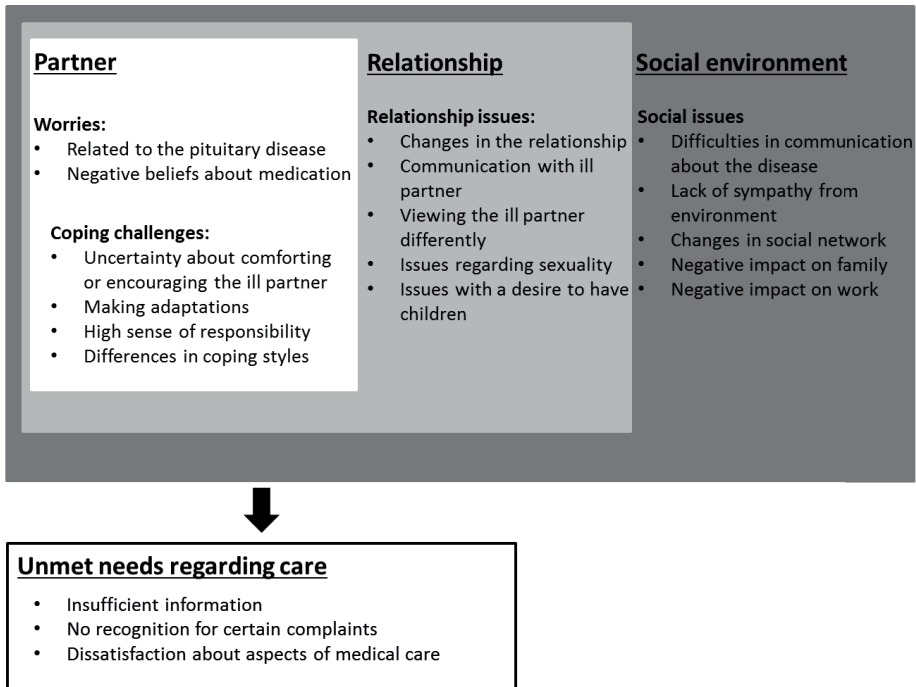 Partner
Worries:
• Related to the pituitary disease
• Negative beliefs about medication
Coping challenges:
• Uncertainty about comforting
or encouraging the ill partner
• Making adaptations
• High sense of responsibility
• Differences in coping styles
Relationship
Relationship issues:
• Changes in the relationship
• Communication with ill
partner
• Viewing the ill partner
differently
• Issues regarding sexuality
• Issues with a desire to have
children
Social environment
Social issues
• Difficulties in communication
about the disease
• Lack of sympathy from
environment
• Changes in social network
• Negative impact on family
• Negative impact on work
Unmet needs regarding care
• Insufficient information
• No recognition for certain complaints
• Dissatisfaction about aspects of medical care